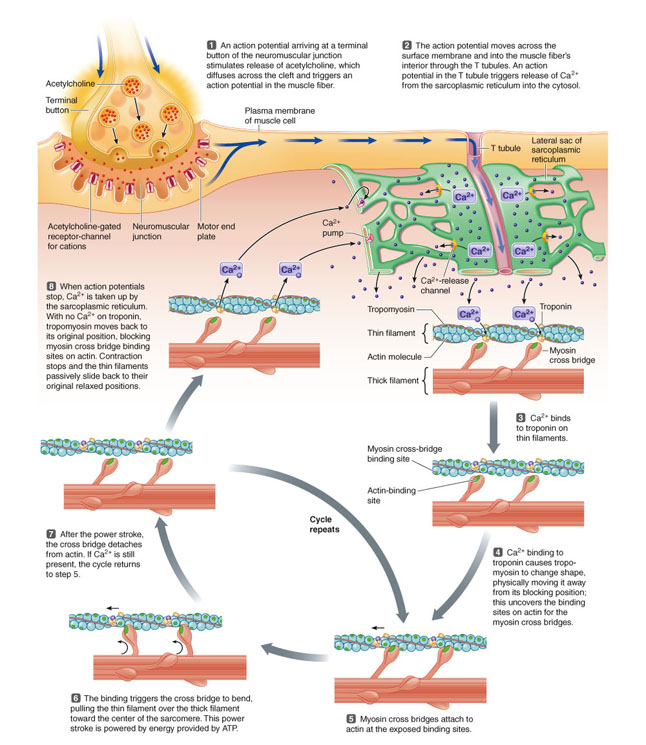 1 An action potential arriving at a terminal
button of the neuromuscular junction
stimulates release of acetylcholine, which
diffuses across the cleft and triggers an
action potential in the muscle fiber.
2 The action potential moves across the
surface membrane and into the muscle fiber's
interior through the T tubules. An action
potential in the T tubule triggers release of Ca2+
from the sarcoplasmic reticulum into the cytosol.
Acetylcholine
Terminal
button
Plasma membrane
of muscle cell
T tubule
Lateral sac of
sarcoplasmic
reticulum
Acetylcholine-gated
receptor-channel
for cations
Neuromuscular
junction
Motor end
plate
Ca2+
pump
Ca2+
Ca2+
Ca2+
Ca2+
Ca2+
Ca2+
Ca2+-release
channel
8 When action potentials
stop, Ca2+ is taken up by
the sarcoplasmic reticulum.
With no Ca2+ on troponin,
tropomyosin moves back to
its original position, blocking
myosin cross bridge binding
sites on actin. Contraction
stops and the thin filaments
passively slide back to their
original relaxed positions.
Ca2+
Ca2+
Tropomyosin
Troponin
Thin filament
Actin molecule
Myosin
cross bridge
Thick filament
3 Ca2+ binds
to troponin on
thin filaments.
Myosin cross-bridge
binding site
Actin-binding
site
Cycle
repeats
7 After the power stroke,
the cross bridge detaches
from actin. If Ca2+ is still
present, the cycle returns
to step 5.
4 Ca2+ binding to
troponin causes tropo-
myosin to change shape,
physically moving it away
from its blocking position;
this uncovers the binding
sites on actin for the
myosin cross bridges.
6 The binding triggers the cross bridge to bend,
pulling the thin filament over the thick filament
toward the center of the sarcomere. This power
stroke is powered by energy provided by ATP.
5 Myosin cross bridges attach to
actin at the exposed binding sites.